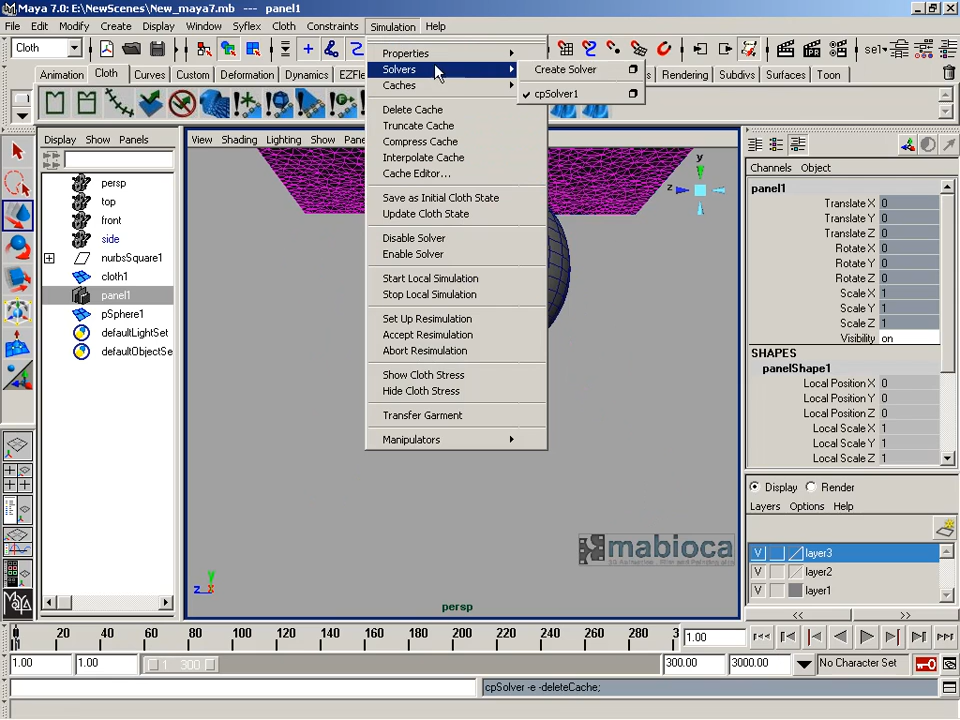 Maya 7.0: E:\NewScenes\New_maya7.mb --- panel1
File Edit Modify Create Display Window Syflex Cloth Constraints Simulation Help
Cloth
sel
Animation Cloth Curves Custom Deformation Dynamics EZFle Rendering Subdivs Surfaces Toon
Display Show Panels
persp
top
front
side
nurbsSquare1
cloth1
panel1
pSphere1
defaultLightSet
defaultObjectSe
View Shading Lighting Show Pane
Properties
Solvers
Caches
Delete Cache
Truncate Cache
Compress Cache
Interpolate Cache
Cache Editor...
Save as Initial Cloth State
Update Cloth State
Disable Solver
Enable Solver
Start Local Simulation
Stop Local Simulation
Set Up Resimulation
Accept Resimulation
Abort Resimulation
Show Cloth Stress
Hide Cloth Stress
Transfer Garment
Manipulators
Create Solver
cpSolver1
y
z
mabioca
y
z x
persp
Channels Object
panel1
Translate X 0
Translate Y 0
Translate Z 0
Rotate X 0
Rotate Y 0
Rotate Z 0
Scale X 1
Scale Y 1
Scale Z 1
Visibility on
SHAPES
panelShape1
Local Position X 0
Local Position Y 0
Local Position Z 0
Local Scale X 1
Local Scale Y 1
Local Scale Z 1
Display Render
Layers Options Help
V layer3
V layer2
V layer1
<< >>
20 40 60 80 100 120 140 160 180 200 220 240 260 280 3
1.00
1.00 1.00 1 300 300.00 3000.00 No Character Set
cpSolver -e -deleteCache;